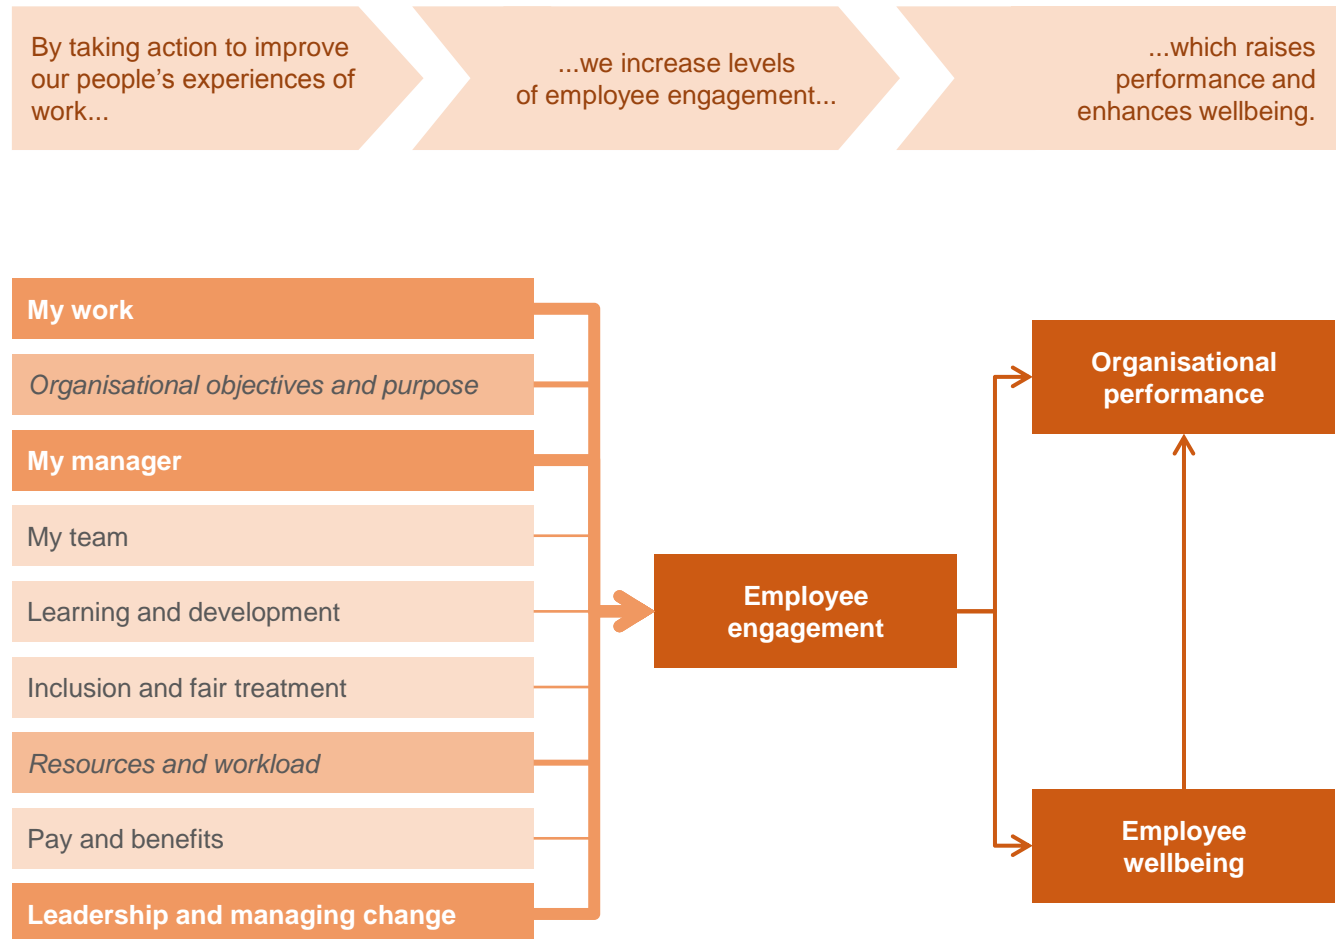 By taking action to improve
our people’s experiences of
work...
...we increase levels
of employee engagement...
...which raises
performance and
enhances wellbeing.
My work
Organisational objectives and purpose
My manager
My team
Learning and development
Inclusion and fair treatment
Resources and workload
Pay and benefits
Leadership and managing change
Employee
engagement
Organisational
performance
Employee
wellbeing